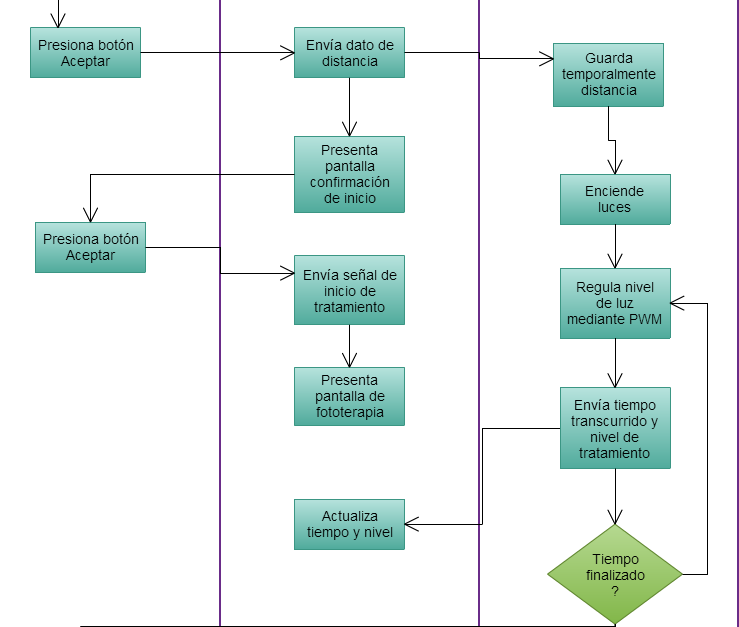 Presiona botón
Aceptar
Envía dato de
distancia
Guarda
temporalmente
distancia
Presenta
pantalla
confirmación
de inicio
Enciende
luces
Presiona botón
Aceptar
Envía señal de
inicio de
tratamiento
Regula nivel
de luz
mediante PWM
Presenta
pantalla de
fototerapia
Envía tiempo
transcurrido y
nivel de
tratamiento
Actualiza
tiempo y nivel
Tiempo
finalizado
?